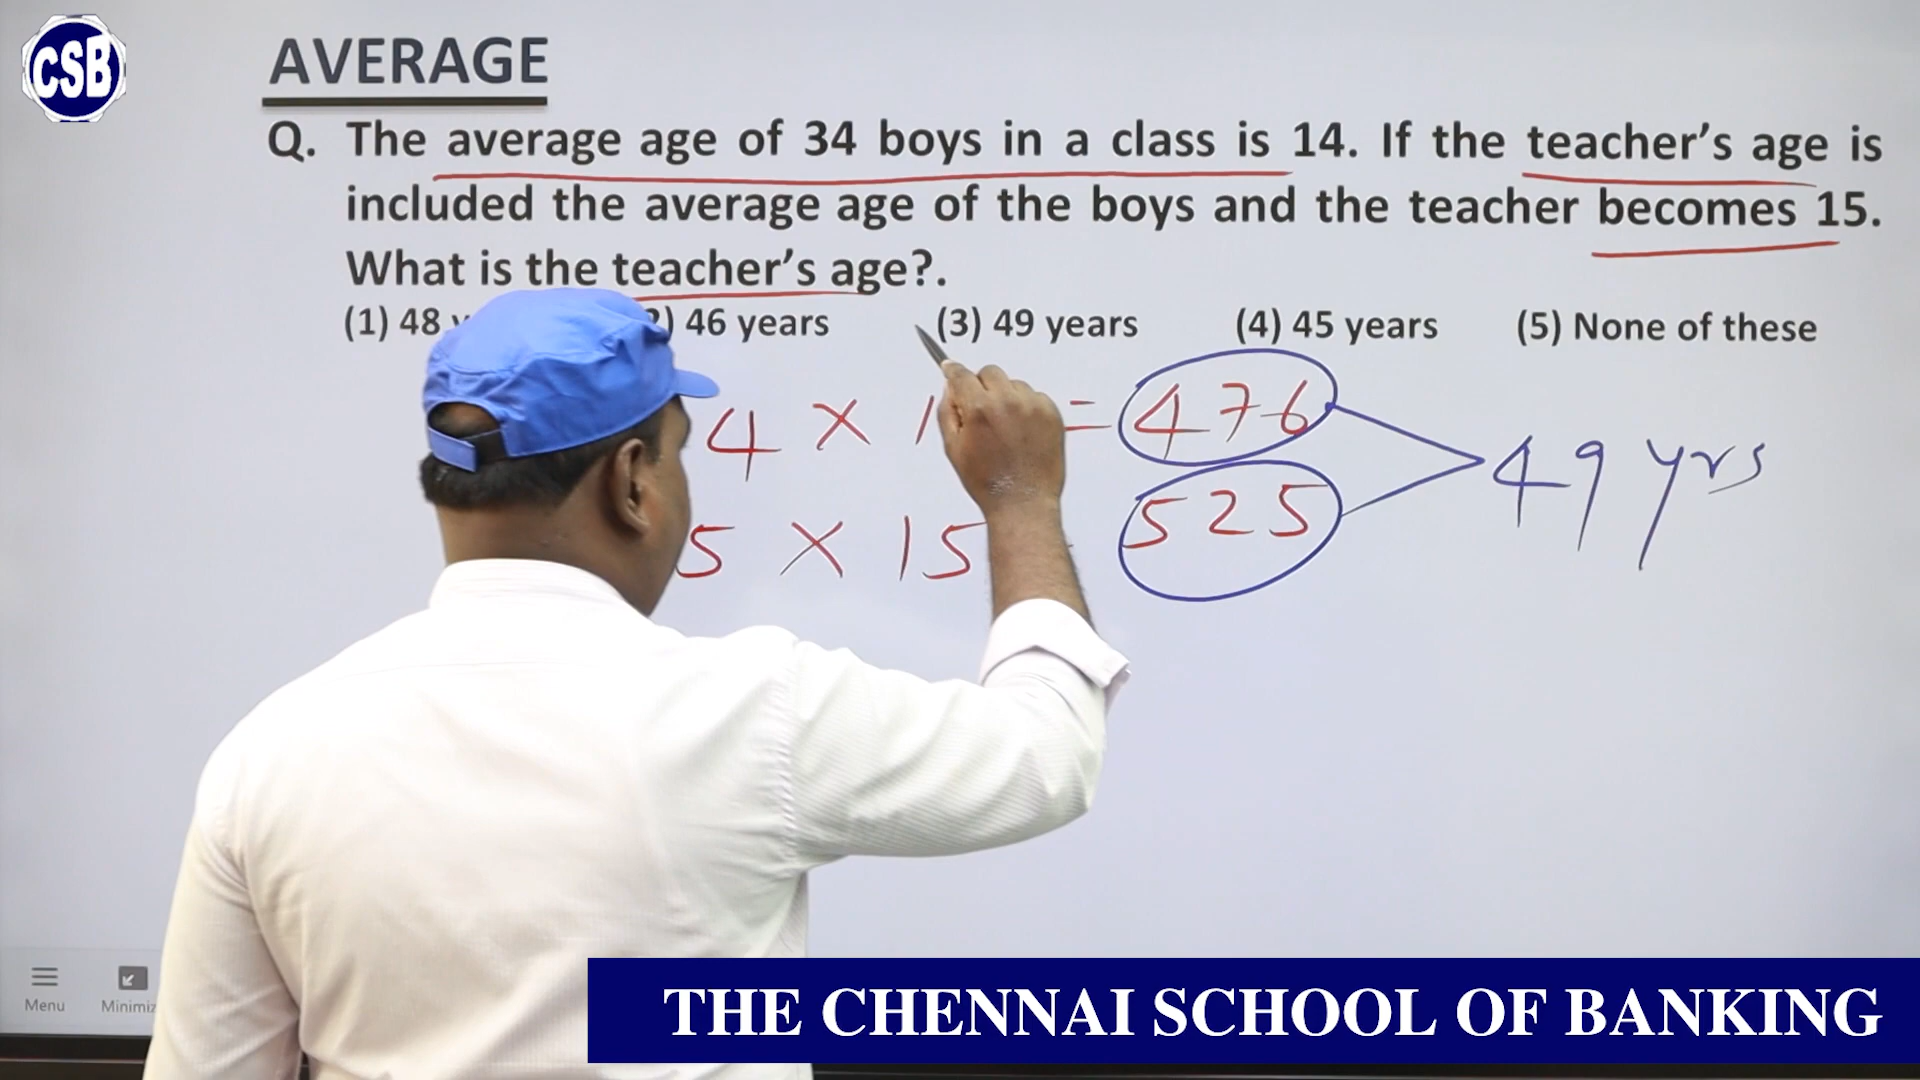 CSB
AVERAGE
Q. The average age of 34 boys in a class is 14. If the teacher's age is
included the average age of the boys and the teacher becomes 15.
What is the teacher's age?.
(1) 48 2) 46 years (3) 49 years (4) 45 years (5) None of these
4 × 1 = 476
5 × 15 525
49 yrs
Menu Minimiz
THE CHENNAI SCHOOL OF BANKING